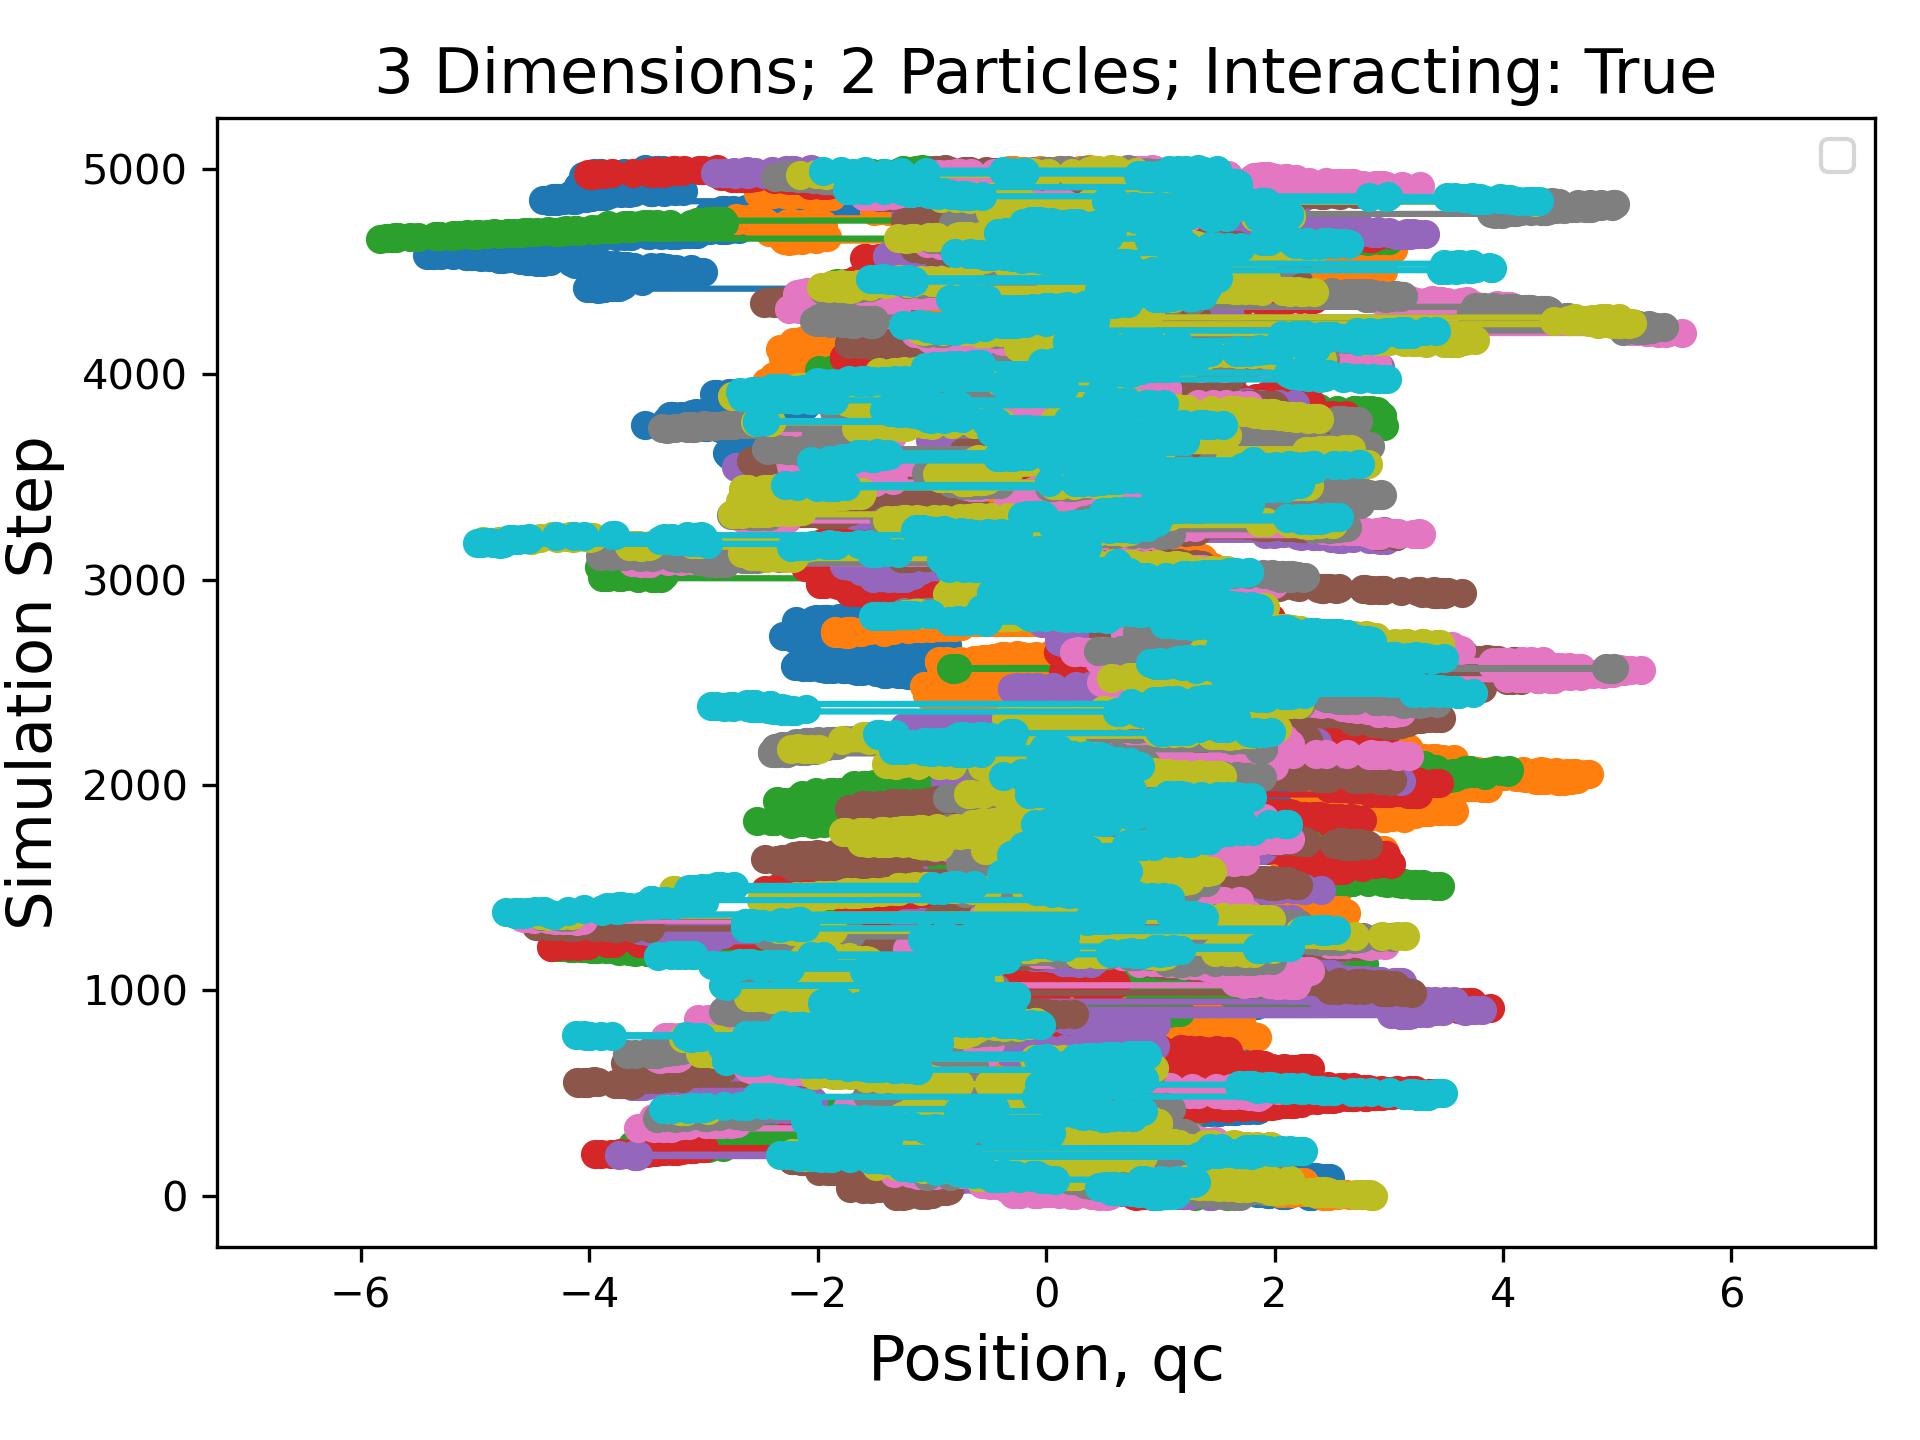 3 Dimensions; 2 Particles; Interacting: True
Simulation Step
5000
4000
3000
2000
1000
0
−6 −4 −2 0 2 4 6
Position, qc